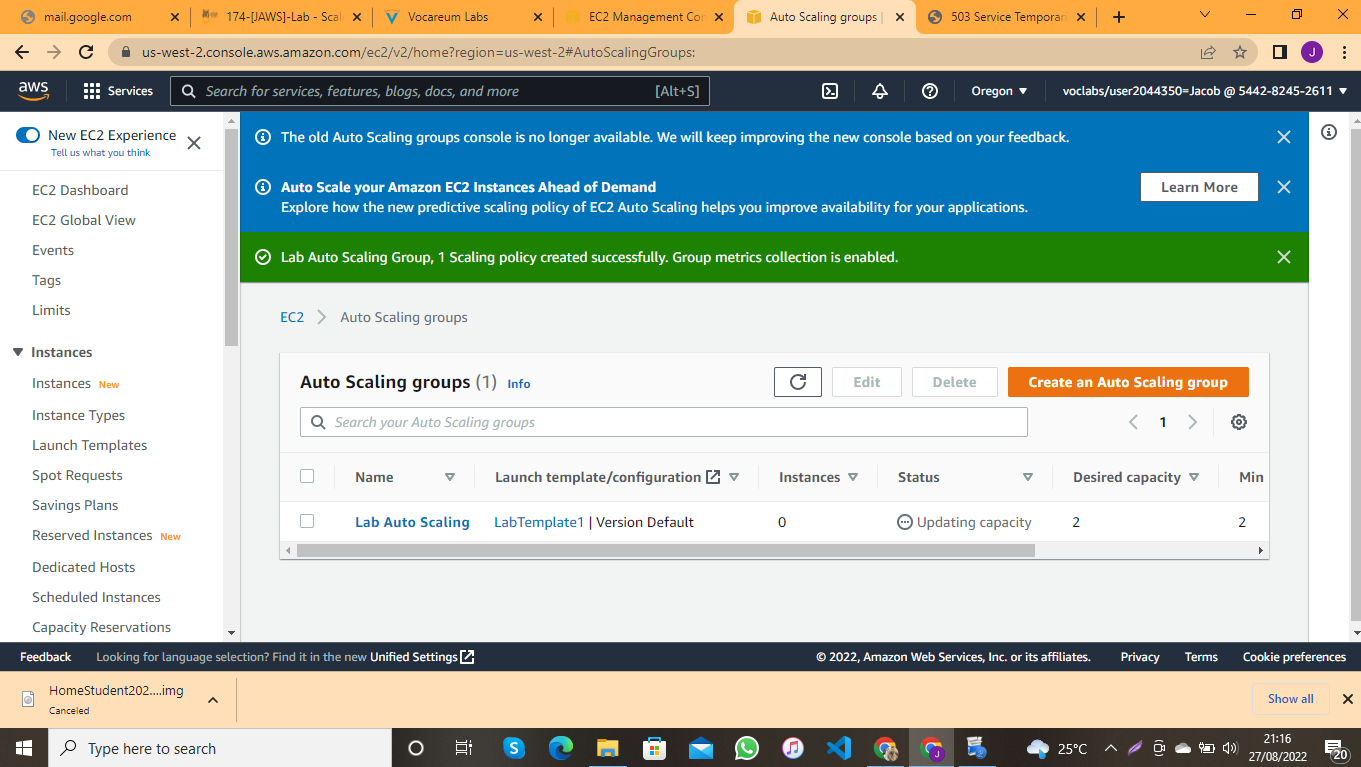 mail.google.com
174-[JAWS]-Lab - Scal
Vocareum Labs
EC2 Management Con
Auto Scaling groups |
503 Service Temporar
us-west-2.console.aws.amazon.com/ec2/v2/home?region=us-west-2#AutoScalingGroups:
J
aws
Services
Search for services, features, blogs, docs, and more
[Alt+S]
Oregon
voclabs/user2044350=Jacob @ 5442-8245-2611
New EC2 Experience
Tell us what you think
EC2 Dashboard
EC2 Global View
Events
Tags
Limits
Instances
Instances New
Instance Types
Launch Templates
Spot Requests
Savings Plans
Reserved Instances New
Dedicated Hosts
Scheduled Instances
Capacity Reservations
The old Auto Scaling groups console is no longer available. We will keep improving the new console based on your feedback.
Auto Scale your Amazon EC2 Instances Ahead of Demand
Explore how the new predictive scaling policy of EC2 Auto Scaling helps you improve availability for your applications.
Learn More
Lab Auto Scaling Group, 1 Scaling policy created successfully. Group metrics collection is enabled.
EC2
Auto Scaling groups
Auto Scaling groups (1) Info
Edit
Delete
Create an Auto Scaling group
Search your Auto Scaling groups
1
Name
Launch template/configuration
Instances
Status
Desired capacity
Min
Lab Auto Scaling
LabTemplate1 | Version Default
0
Updating capacity
2
2
Feedback
Looking for language selection? Find it in the new Unified Settings
© 2022, Amazon Web Services, Inc. or its affiliates.
Privacy
Terms
Cookie preferences
HomeStudent202....img
Canceled
Show all
Type here to search
J
25°C
21:16
27/08/2022
20